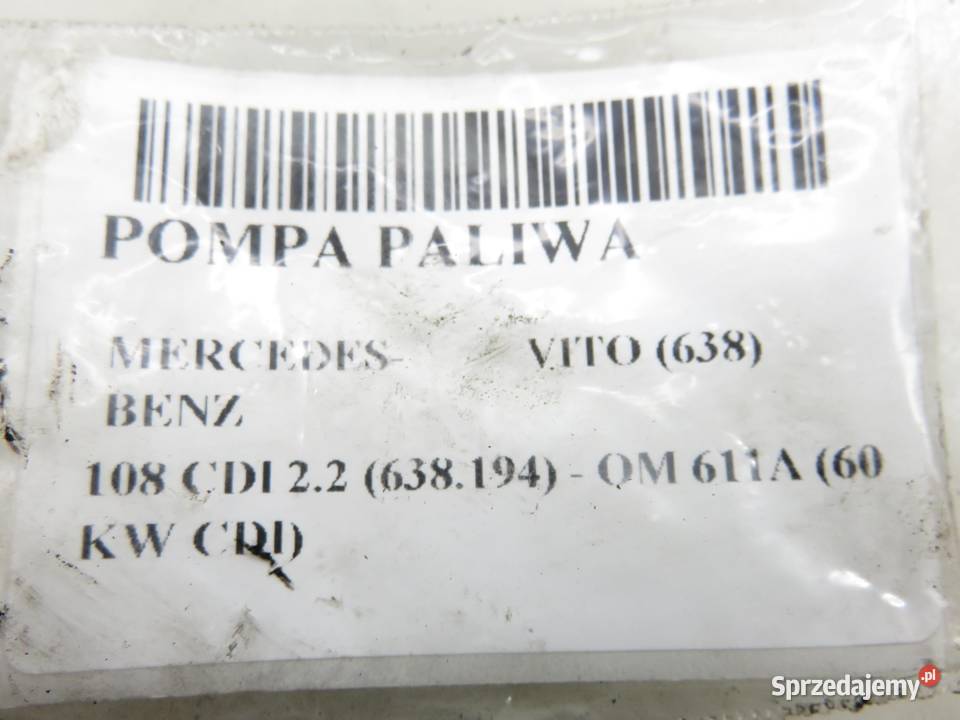 POMPA PALIWA
MERCEDES- VITO (638)
BENZ
108 CDI 2.2 (638.194) - OM 611A (60
KW CDI)
Sprzedajemy.pl